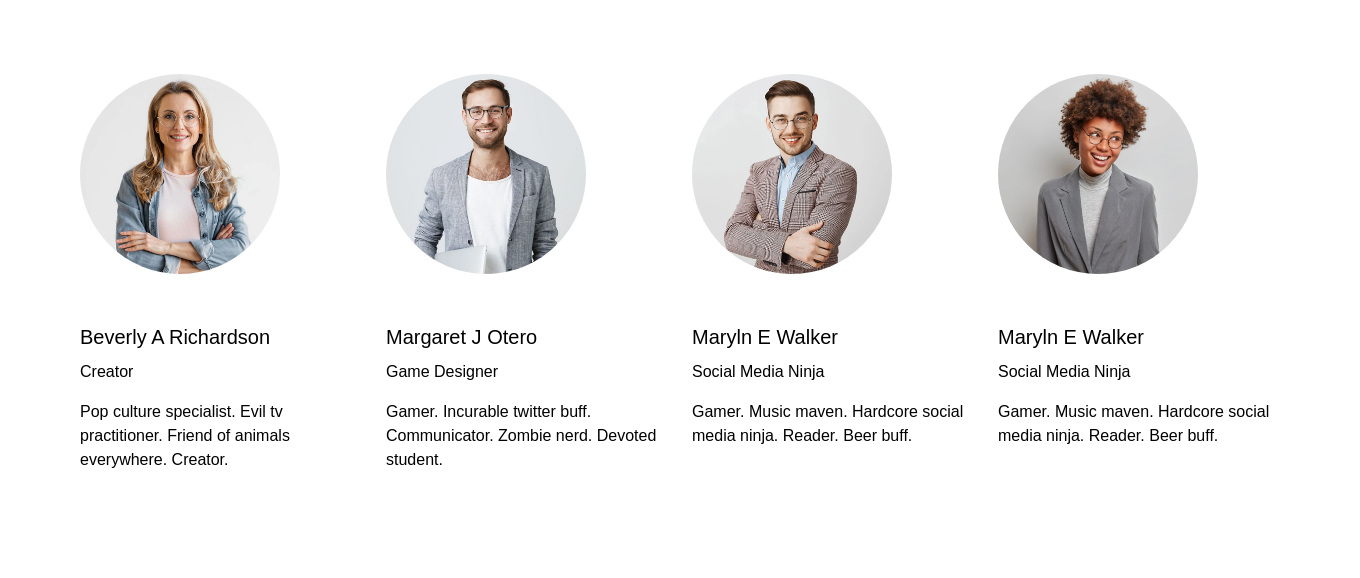 Beverly A Richardson
Creator
Pop culture specialist. Evil tv
practitioner. Friend of animals
everywhere. Creator.
Margaret J Otero
Game Designer
Gamer. Incurable twitter buff.
Communicator. Zombie nerd. Devoted
student.
Maryln E Walker
Social Media Ninja
Gamer. Music maven. Hardcore social
media ninja. Reader. Beer buff.
Maryln E Walker
Social Media Ninja
Gamer. Music maven. Hardcore social
media ninja. Reader. Beer buff.